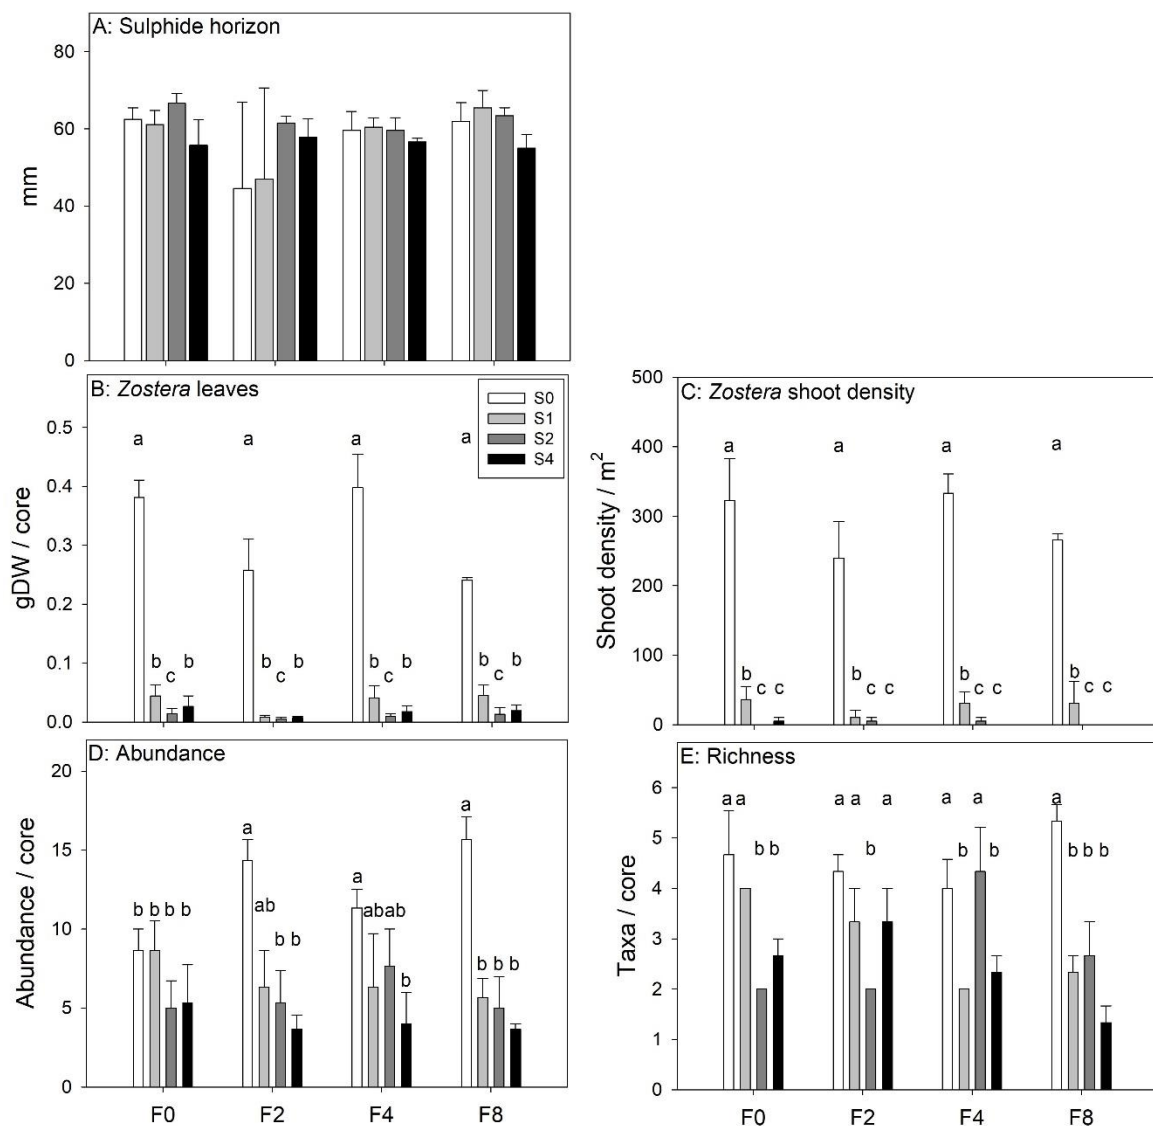 A: Sulphide horizon
80
60
40
20
0
mm
B: Zostera leaves
S0
S1
S2
S4
0.5
0.4
0.3
0.2
0.1
0.0
gDW / core
a a a a
b c b b c b b c b b c b
C: Zostera shoot density
500
400
300
200
100
0
Shoot density / m²
a a a a
b c c b c c b c c b c c
D: Abundance
20
15
10
5
0
Abundance / core
b b b b a ab b b a ab ab b a b b b
F0 F2 F4 F8
E: Richness
6
5
4
3
2
1
0
Taxa / core
a a b b a a b a a b a b a b b b
F0 F2 F4 F8